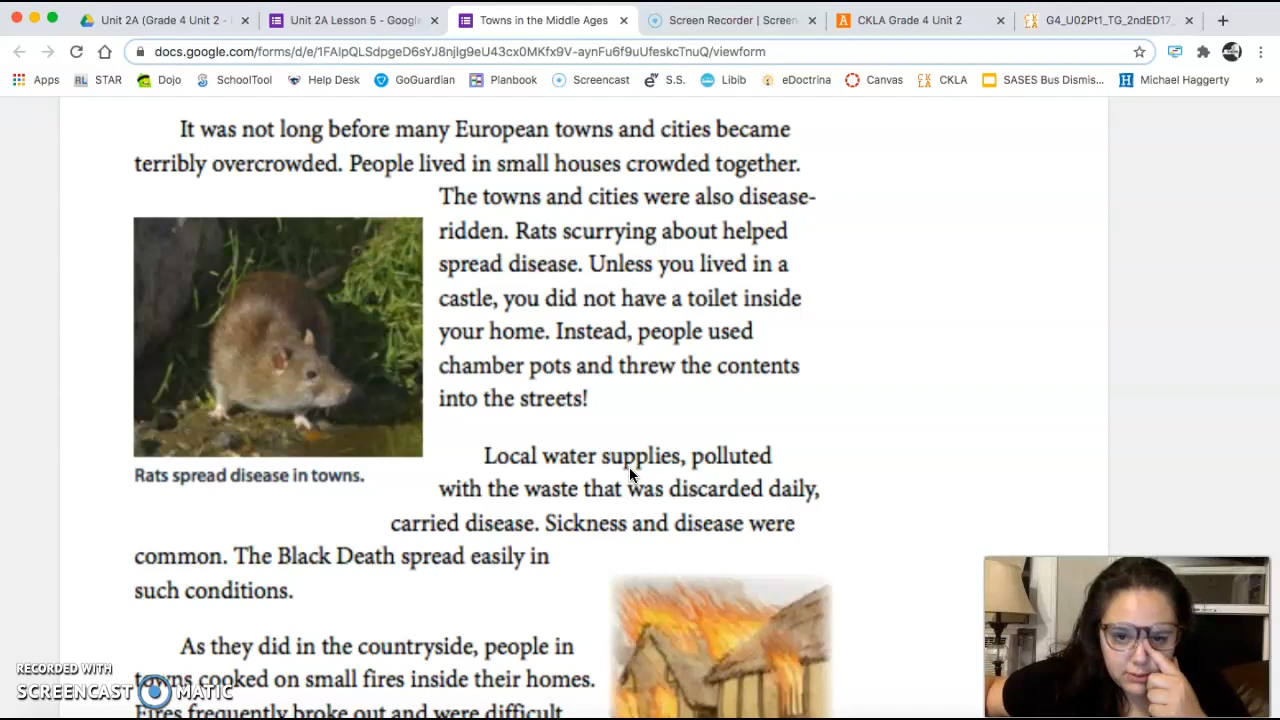 Unit 2A (Grade 4 Unit 2 -
Unit 2A Lesson 5 - Google
Towns in the Middle Ages
Screen Recorder | Screen
CKLA Grade 4 Unit 2
G4_U02Pt1_TG_2ndED17_
docs.google.com/forms/d/e/1FAIpQLSdpgeD6sYJ8njlg9eU43cx0MKfx9V-aynFu6f9uUfeskcTnuQ/viewform
Apps
STAR
Dojo
SchoolTool
Help Desk
GoGuardian
Planbook
Screencast
S.S.
Libib
eDoctrina
Canvas
CKLA
SASES Bus Dismis...
Michael Haggerty
It was not long before many European towns and cities became
terribly overcrowded. People lived in small houses crowded together.
The towns and cities were also disease-
ridden. Rats scurrying about helped
spread disease. Unless you lived in a
castle, you did not have a toilet inside
your home. Instead, people used
chamber pots and threw the contents
into the streets!
Rats spread disease in towns.
Local water supplies, polluted
with the waste that was discarded daily,
carried disease. Sickness and disease were
common. The Black Death spread easily in
such conditions.
As they did in the countryside, people in
towns cooked on small fires inside their homes.
Fires frequently broke out and were difficult
RECORDED WITH
SCREENCAST MATIC